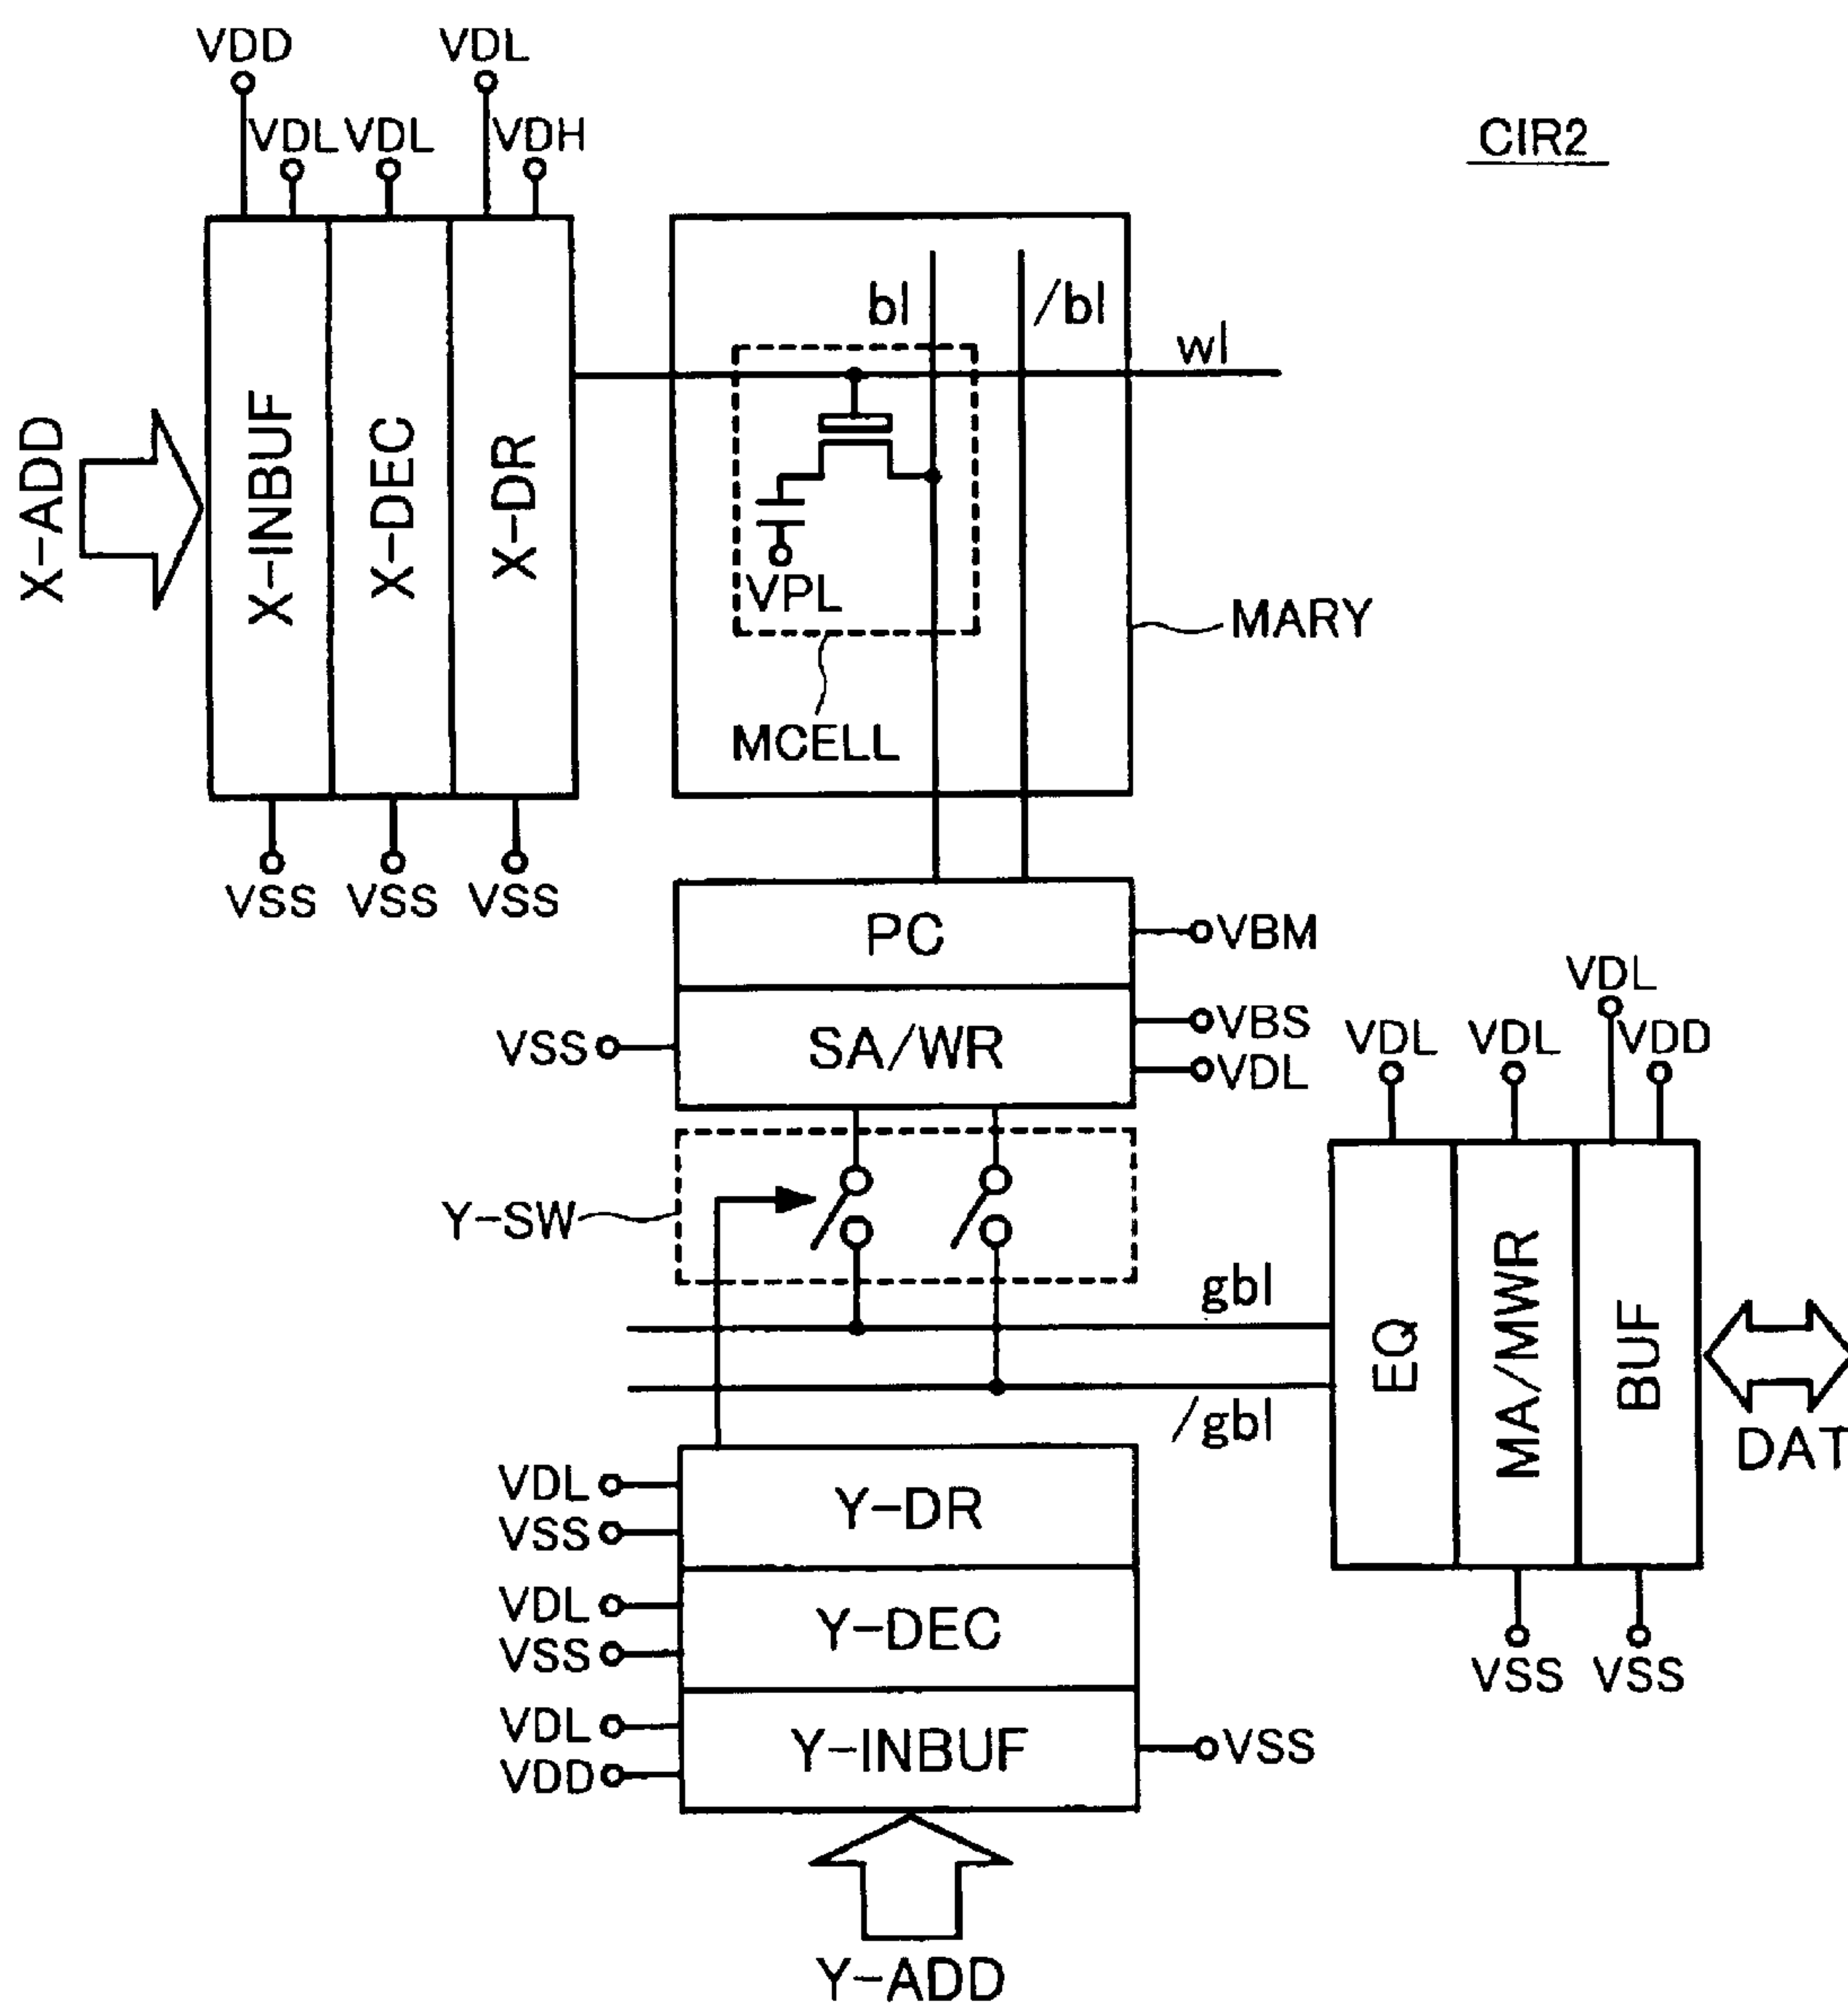 VDD
VDL
VDL
VDL
VDH
CIR2
bl
/bl
wl
X-ADD
X-INBUF
X-DEC
X-DR
VPL
MARY
MCELL
VSS
VSS
VSS
PC
VBM
VSS
SA/WR
VBS
VDL
VDL
VDL
VDL
VDD
Y-SW
gbl
/gbl
EQ
MA/MWR
BUF
DAT
VDL
VSS
Y-DR
VDL
VSS
Y-DEC
VSS
VSS
VDL
VDD
Y-INBUF
VSS
Y-ADD